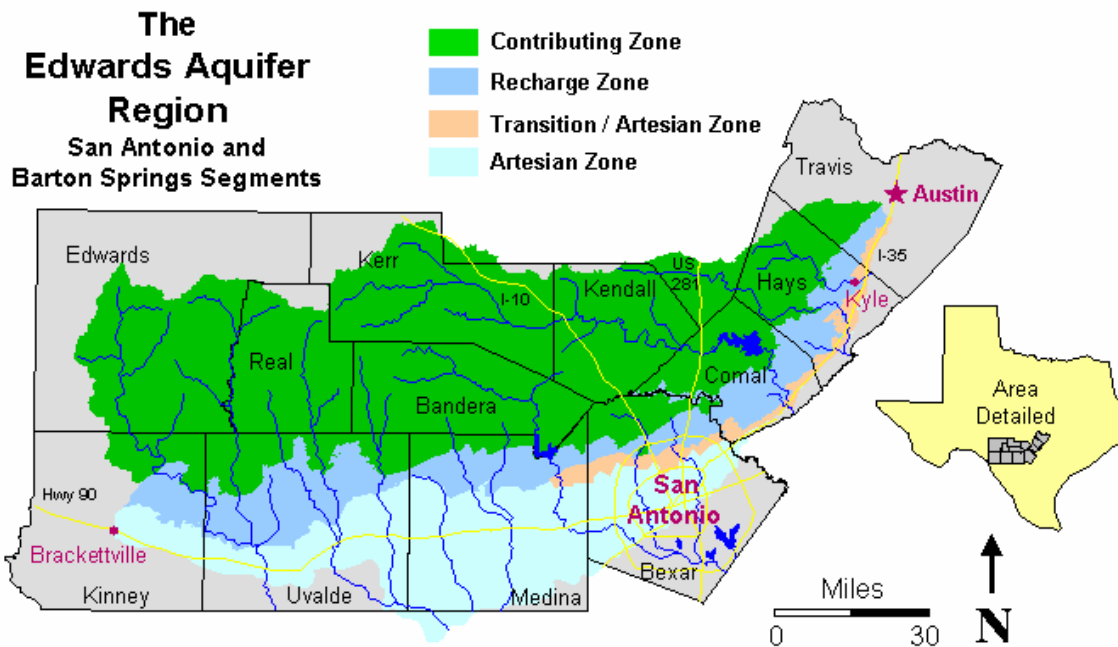 The
Edwards Aquifer
Region
San Antonio and
Barton Springs Segments
Contributing Zone
Recharge Zone
Transition / Artesian Zone
Artesian Zone
Travis
Austin
Edwards
Kerr
I-10
Kendall
US
281
Hays
I-35
Kyle
Real
Bandera
Comal
Area
Detailed
Hwy 90
San
Antonio
Brackettville
Bexar
Kinney
Uvalde
Medina
Miles
0
30
N